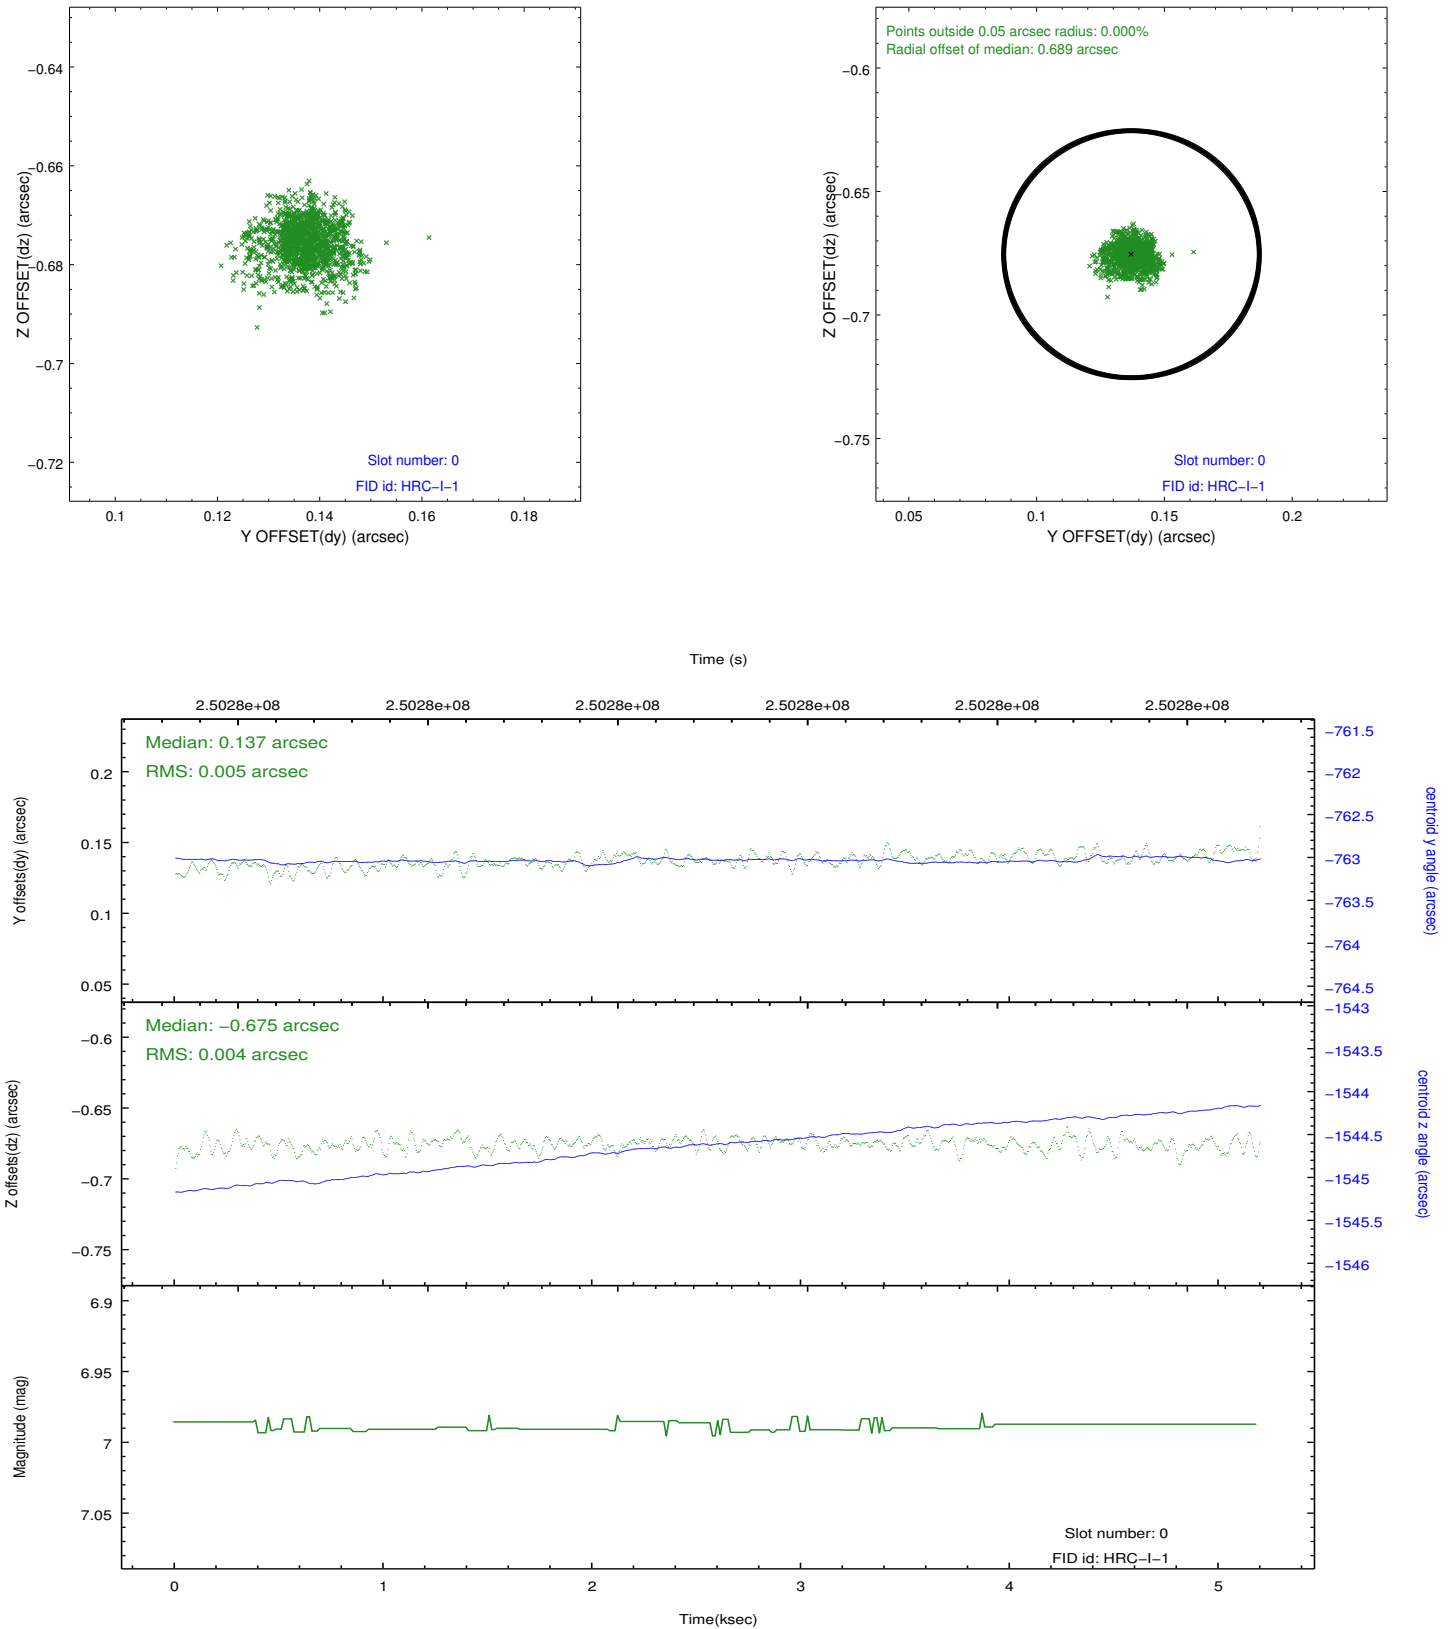 −0.64
−0.66
−0.68
−0.7
−0.72
Z OFFSET(dz) (arcsec)
Slot number: 0
FID id: HRC−I−1
0.1
0.12
0.14
0.16
0.18
Y OFFSET(dy) (arcsec)
Points outside 0.05 arcsec radius: 0.000%
Radial offset of median: 0.689 arcsec
−0.6
−0.65
−0.7
−0.75
Z OFFSET(dz) (arcsec)
Slot number: 0
FID id: HRC−I−1
0.05
0.1
0.15
0.2
Y OFFSET(dy) (arcsec)
Time (s)
2.5028e+08
2.5028e+08
2.5028e+08
2.5028e+08
2.5028e+08
2.5028e+08
Median: 0.137 arcsec
RMS: 0.005 arcsec
0.2
0.15
0.1
0.05
Y offsets(dy) (arcsec)
−761.5
−762
−762.5
−763
−763.5
−764
−764.5
centroid y angle (arcsec)
Median: −0.675 arcsec
RMS: 0.004 arcsec
−0.6
−0.65
−0.7
−0.75
Z offsets(dz) (arcsec)
−1543
−1543.5
−1544
−1544.5
−1545
−1545.5
−1546
centroid z angle (arcsec)
6.9
6.95
7
7.05
Magnitude (mag)
Slot number: 0
FID id: HRC−I−1
0
1
2
3
4
5
Time(ksec)